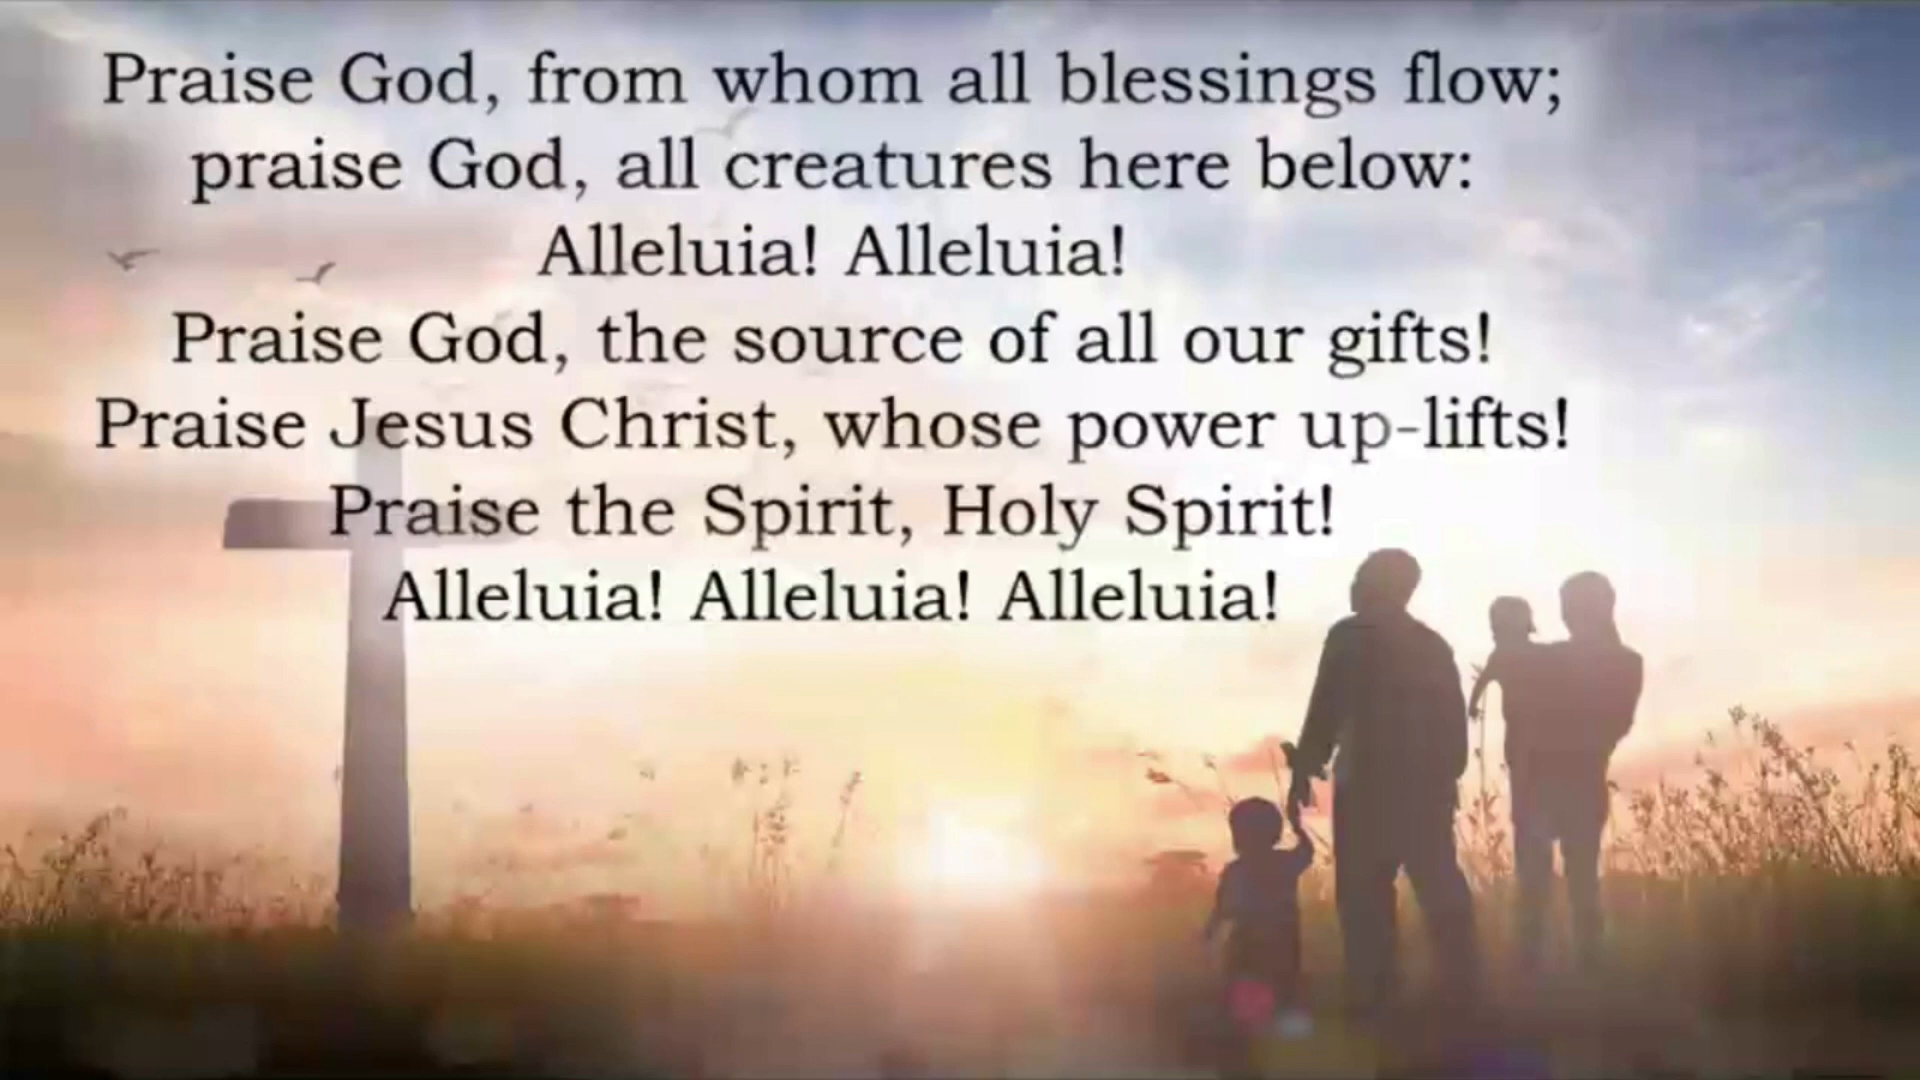 Praise God, from whom all blessings flow;
praise God, all creatures here below:
Alleluia! Alleluia!
Praise God, the source of all our gifts!
Praise Jesus Christ, whose power up-lifts!
Praise the Spirit, Holy Spirit!
Alleluia! Alleluia! Alleluia!